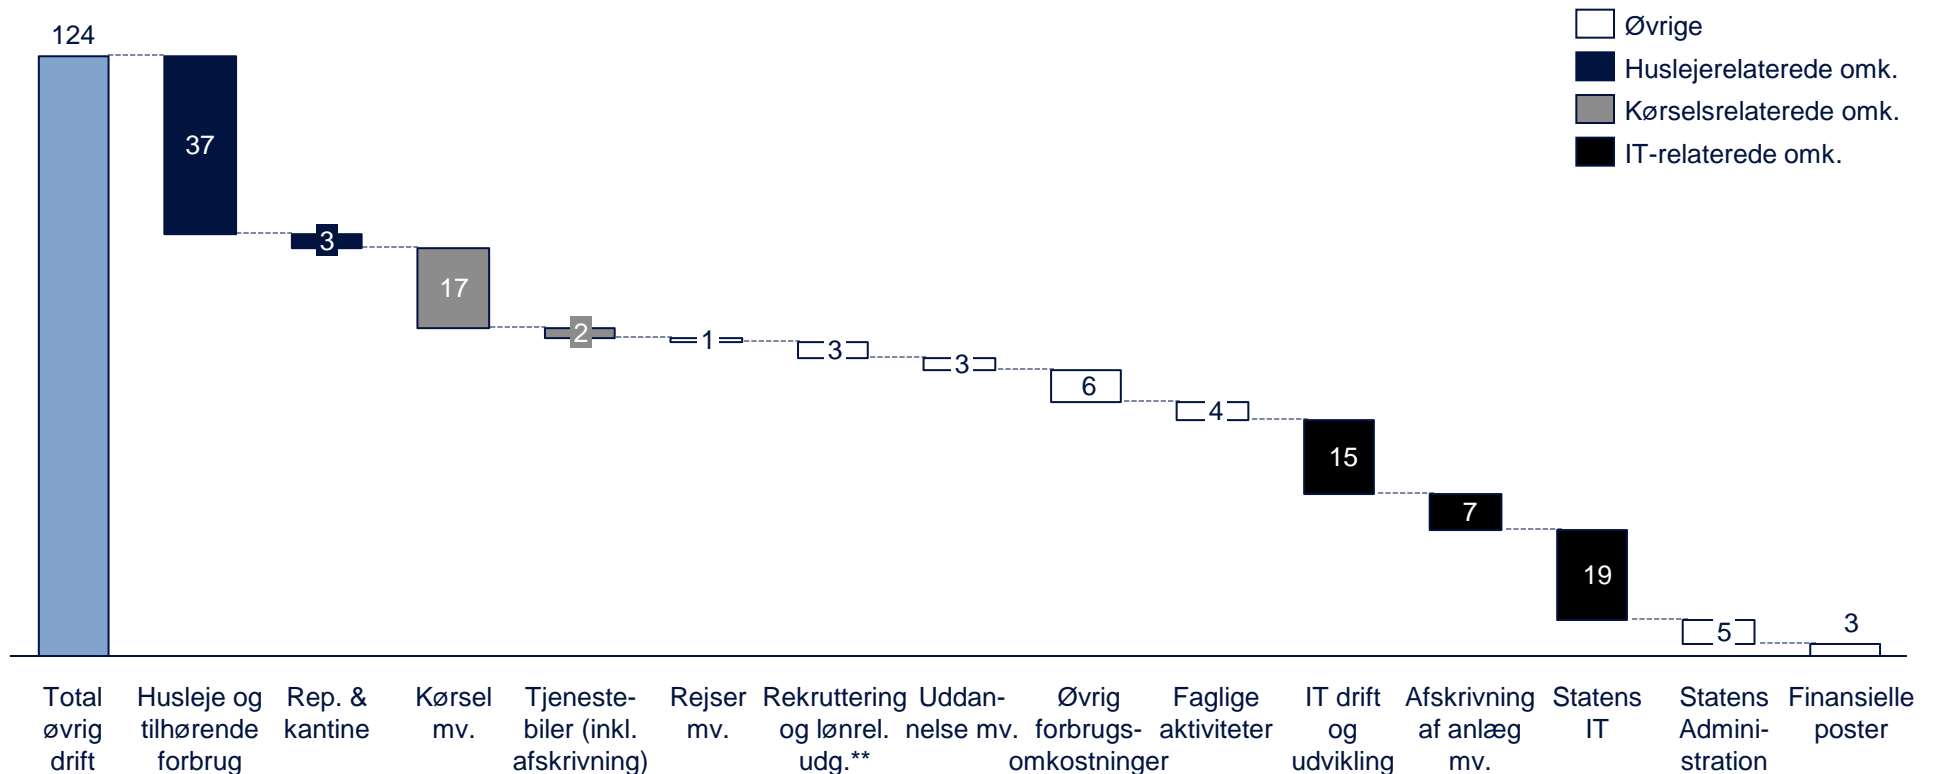 124
Øvrige
Huslejerelaterede omk.
Kørselsrelaterede omk.
IT-relaterede omk.
37
3
17
2
1
3
3
6
4
15
7
19
5
3
Total
øvrig
drift
Husleje og
tilhørende
forbrug
Rep. &
kantine
Kørsel
mv.
Tjeneste-
biler (inkl.
afskrivning)
Rejser
mv.
Rekruttering
og lønrel.
udg.**
Uddan-
nelse mv.
Øvrig
forbrugs-
omkostninger
Faglige
aktiviteter
IT drift
og
udvikling
Afskrivning
af anlæg
mv.
Statens
IT
Statens
Admini-
stration
Finansielle
poster